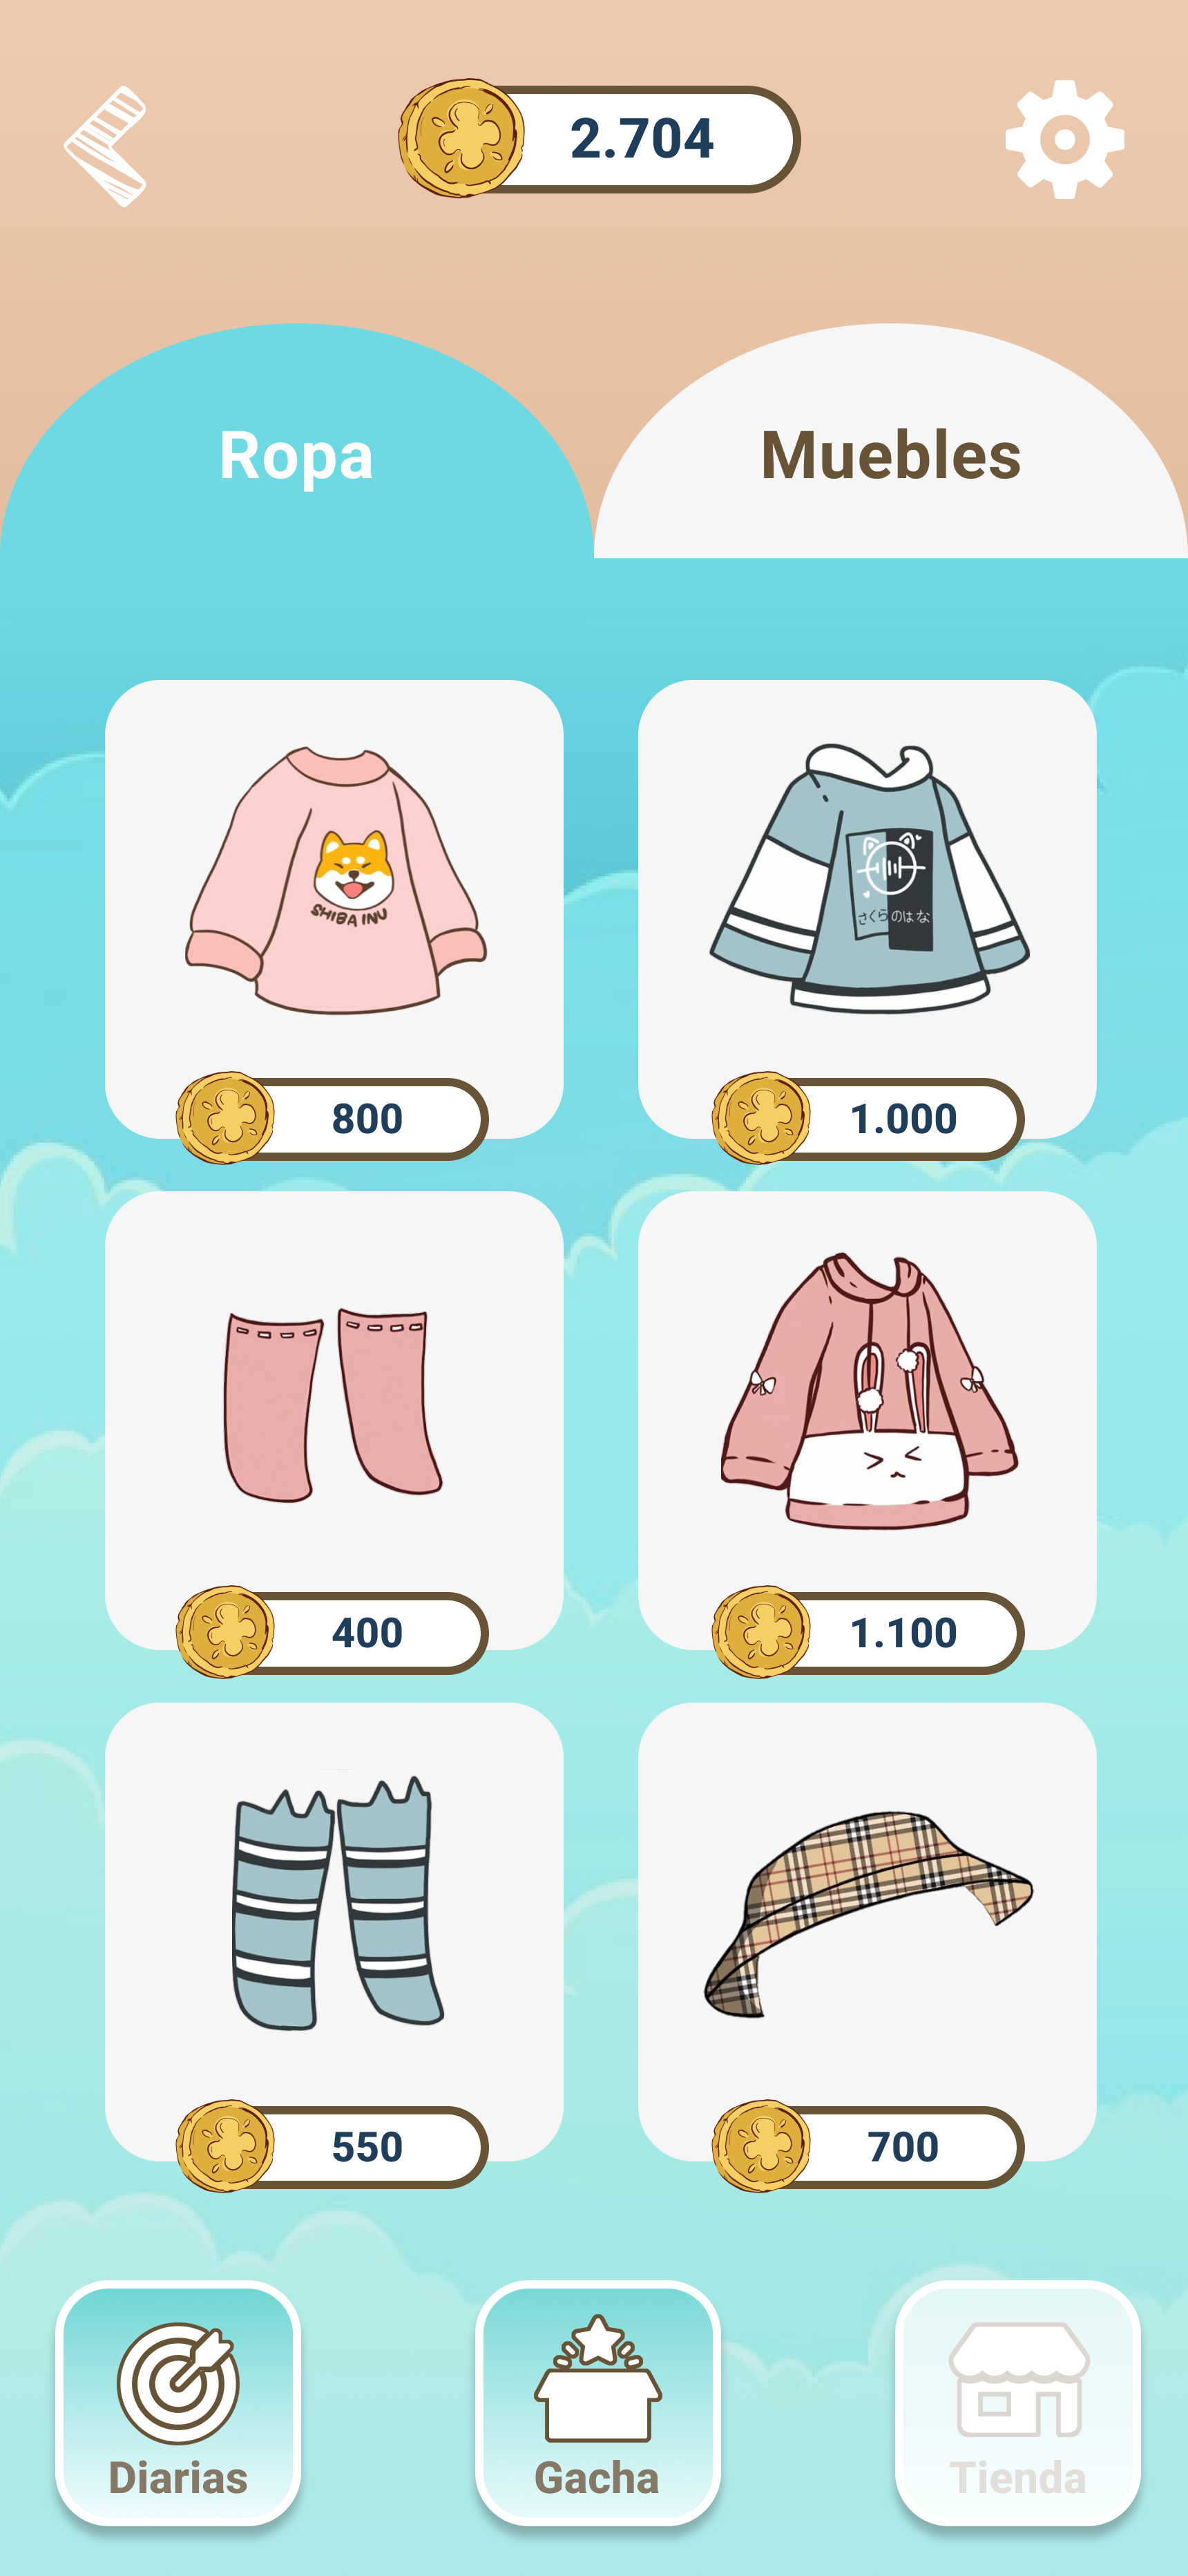 2.704
Ropa
Muebles
SHIBA INU
さくらのはな
800
1.000
400
1.100
550
700
Diarias
Gacha
Tienda